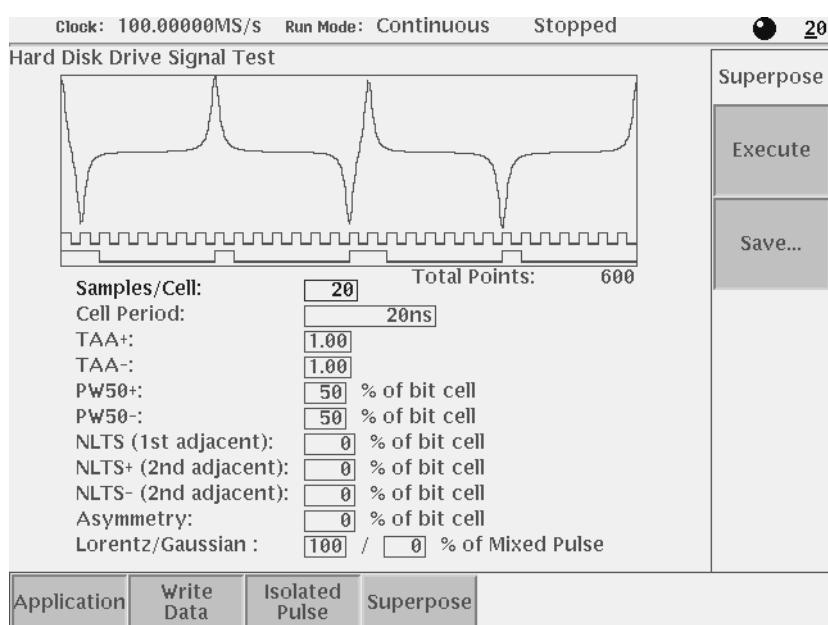 Clock: 100.00000MS/s Run Mode: Continuous Stopped 20
Hard Disk Drive Signal Test
Superpose
Execute
Save...
Total Points: 600
Samples/Cell: 20
Cell Period: 20ns
TAA+: 1.00
TAA-: 1.00
PW50+: 50 % of bit cell
PW50-: 50 % of bit cell
NLTS (1st adjacent): 0 % of bit cell
NLTS+ (2nd adjacent): 0 % of bit cell
NLTS- (2nd adjacent): 0 % of bit cell
Asymmetry: 0 % of bit cell
Lorentz/Gaussian : 100 / 0 % of Mixed Pulse
Application
Write Data
Isolated Pulse
Superpose